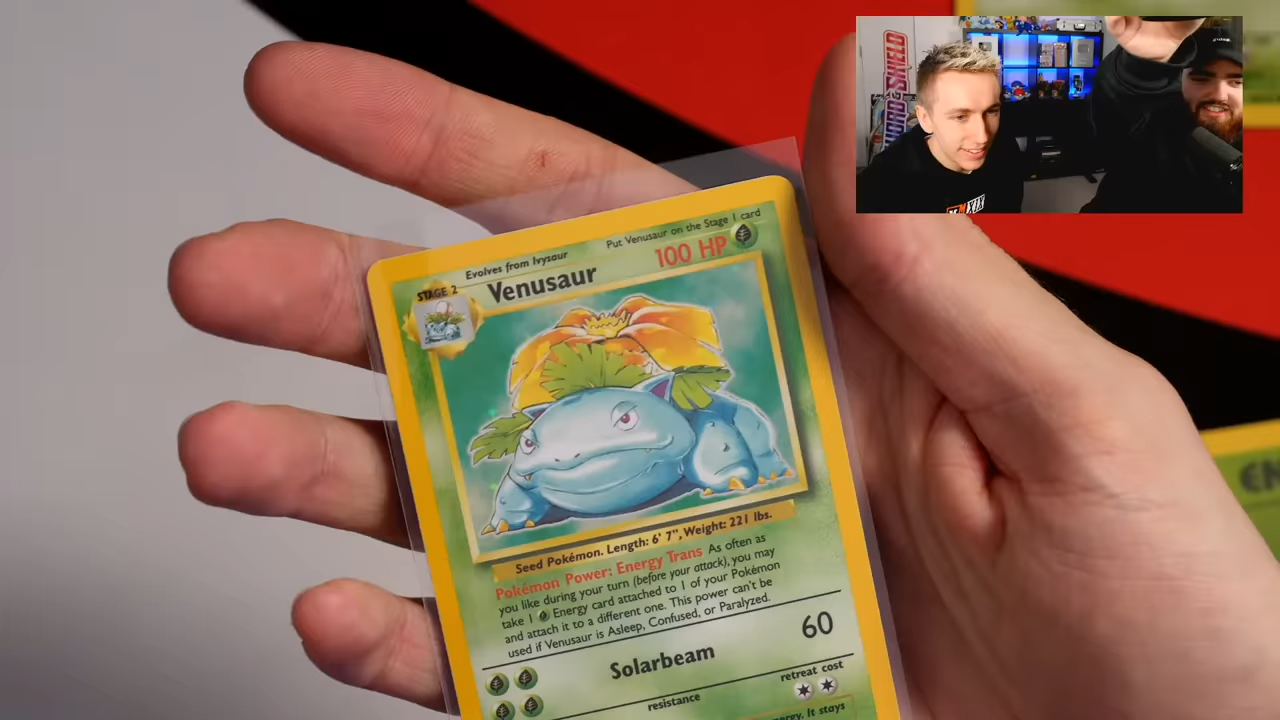 Put Venusaur on the Stage 1 card
Evolves from Ivysaur
STAGE 2
Venusaur
100 HP
Seed Pokémon. Length: 6' 7", Weight: 221 lbs.
Pokémon Power: Energy Trans As often as
you like during your turn (before your attack), you may
take 1 Energy card attached to 1 of your Pokémon
and attach it to a different one. This power can't be
used if Venusaur is Asleep, Confused, or Paralyzed.
Solarbeam 60
resistance
retreat cost
It stays
SHIELD